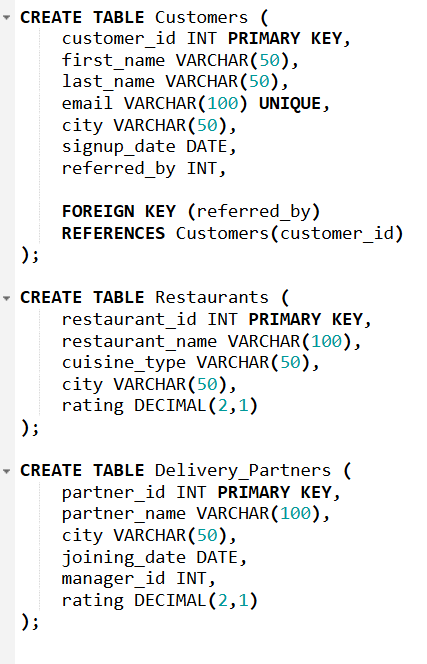 CREATE TABLE Customers (
    customer_id INT PRIMARY KEY,
    first_name VARCHAR(50),
    last_name VARCHAR(50),
    email VARCHAR(100) UNIQUE,
    city VARCHAR(50),
    signup_date DATE,
    referred_by INT,

    FOREIGN KEY (referred_by)
    REFERENCES Customers(customer_id)
);

CREATE TABLE Restaurants (
    restaurant_id INT PRIMARY KEY,
    restaurant_name VARCHAR(100),
    cuisine_type VARCHAR(50),
    city VARCHAR(50),
    rating DECIMAL(2,1)
);

CREATE TABLE Delivery_Partners (
    partner_id INT PRIMARY KEY,
    partner_name VARCHAR(100),
    city VARCHAR(50),
    joining_date DATE,
    manager_id INT,
    rating DECIMAL(2,1)
);